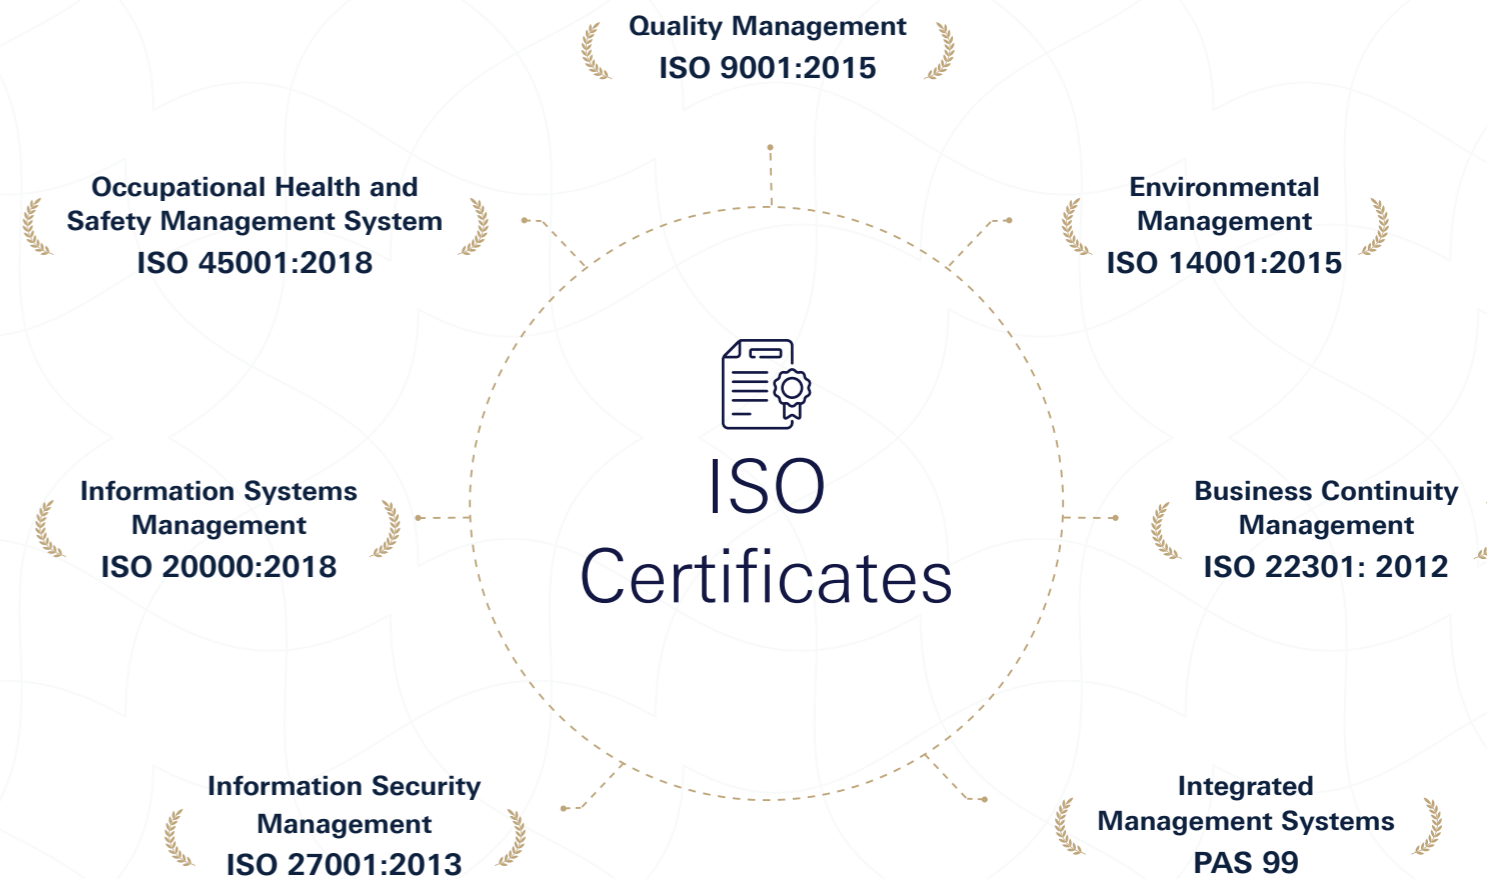 Quality Management
ISO 9001:2015
Occupational Health and
Safety Management System
ISO 45001:2018
Environmental
Management
ISO 14001:2015
ISO
Certificates
Information Systems
Management
ISO 20000:2018
Business Continuity
Management
ISO 22301: 2012
Information Security
Management
ISO 27001:2013
Integrated
Management Systems
PAS 99